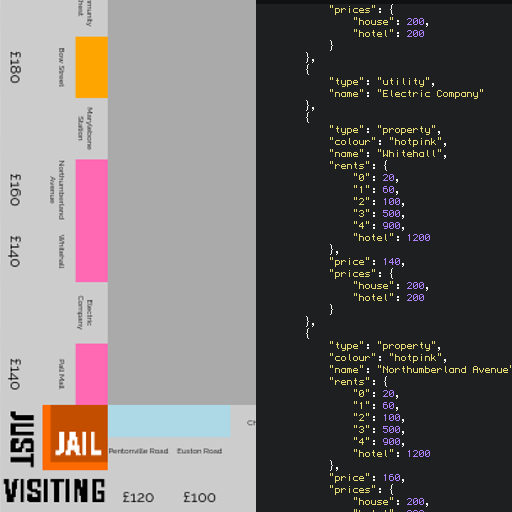 mmunity
hest
£180
Bow Street
Marylebone
Station
£160
Northumberland
Avenue
£140
Whitehall
Electric
Company
£140
Pall Mall
JUST
JAIL
VISITING
Pentonville Road
£120
Euston Road
£100
Ch
"prices": {
"house": 200,
"hotel": 200
}
},
{
"type": "utility",
"name": "Electric Company"
},
{
"type": "property",
"colour": "hotpink",
"name": "Whitehall",
"rents": {
"0": 20,
"1": 60,
"2": 100,
"3": 500,
"4": 900,
"hotel": 1200
},
"price": 140,
"prices": {
"house": 200,
"hotel": 200
}
},
{
"type": "property",
"colour": "hotpink",
"name": "Northumberland Avenue"
"rents": {
"0": 20,
"1": 60,
"2": 100,
"3": 500,
"4": 900,
"hotel": 1200
},
"price": 160,
"prices": {
"house": 200,